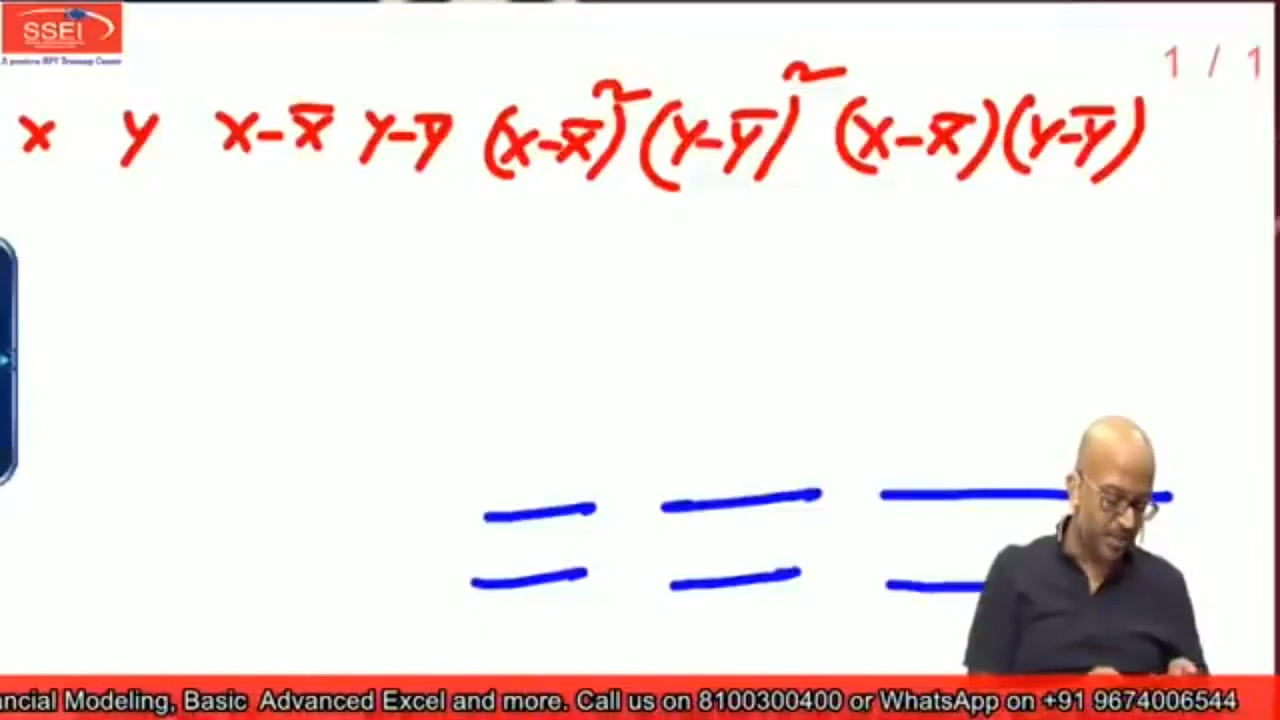 SSEI
1 / 1
x y x-x̅ y-y̅ (x-x̅)² (y-y̅)² (x-x̅)(y-y̅)
ncial Modeling, Basic Advanced Excel and more. Call us on 8100300400 or WhatsApp on +91 9674006544